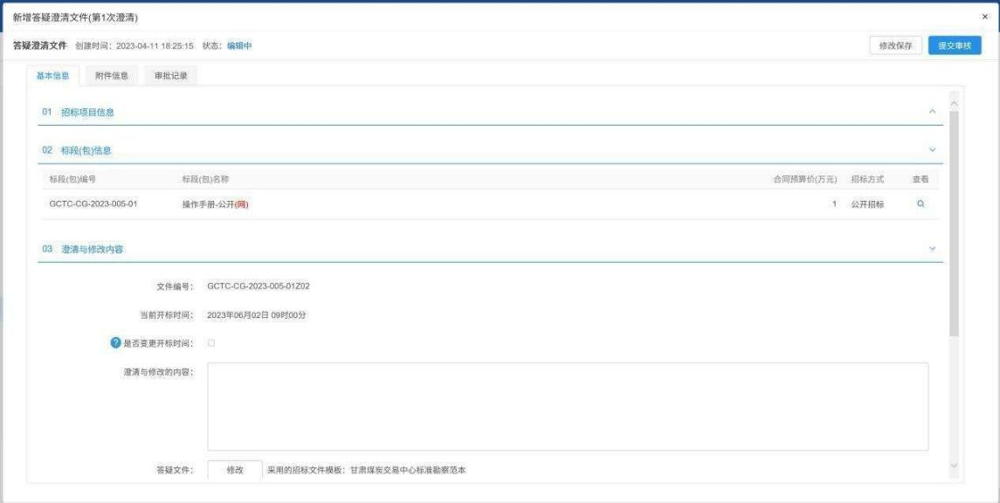 新增答疑澄清文件(第1次澄清) ×
答疑澄清文件 创建时间：2023-04-11 18:25:15 状态：编辑中 修改保存 提交审核
基本信息 附件信息 审批记录
01 招标项目信息
02 标段(包)信息
标段(包)编号 标段(包)名称 合同预算价(万元) 招标方式 查看
GCTC-CG-2023-005-01 操作手册-公开(网) 1 公开招标
03 澄清与修改内容
文件编号： GCTC-CG-2023-005-01Z02
当前开标时间： 2023年06月02日 09时00分
? 是否变更开标时间：
澄清与修改的内容：
答疑文件： 修改 采用的招标文件模板：甘肃煤炭交易中心标准勘察范本